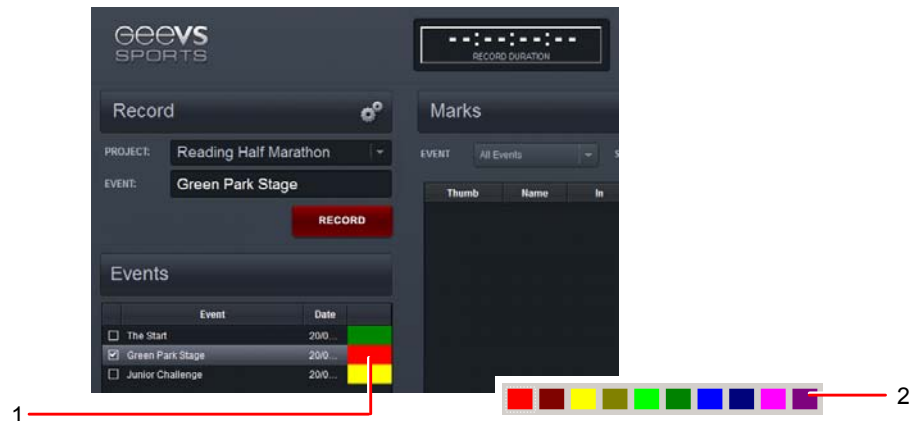 GEEVS
SPORTS
--:--:--:--
RECORD DURATION
Record
Marks
PROJECT: Reading Half Marathon
EVENT All Events S
EVENT: Green Park Stage
Thumb Name In
RECORD
Events
Event Date
The Start 20/0...
Green Park Stage 20/0...
Junior Challenge 20/0...
1
2